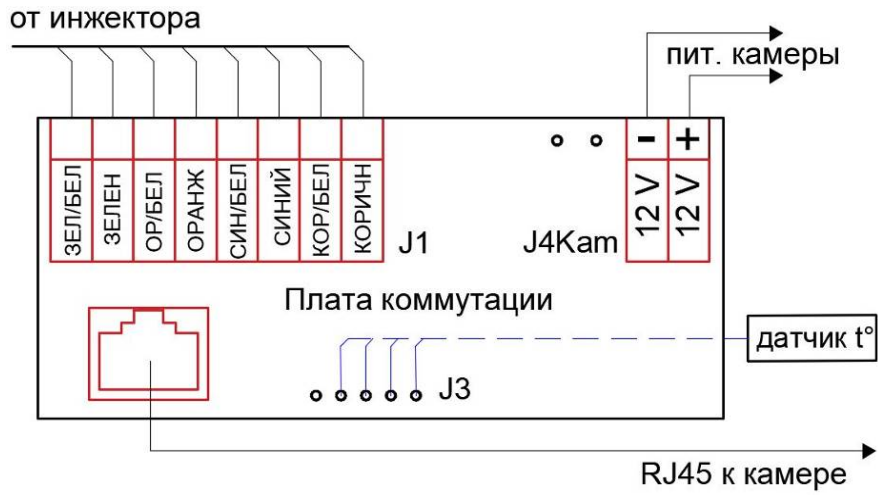 от инжектора
пит. камеры
ЗЕЛ/БЕЛ
ЗЕЛЕН
ОР/БЕЛ
ОРАНЖ
СИН/БЕЛ
СИНИЙ
КОР/БЕЛ
КОРИЧН
J1
J4Kam
- +
12 V
12 V
Плата коммутации
датчик t°
J3
RJ45 к камере